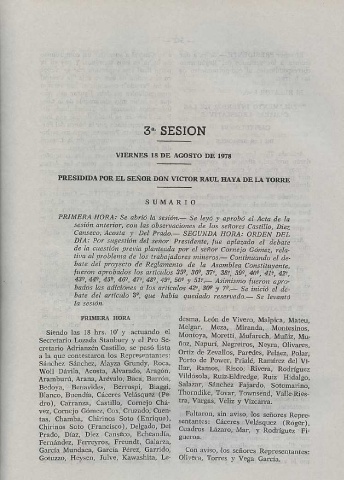 3ª SESION
VIERNES 18 DE AGOSTO DE 1978
PRESIDIDA POR EL SEÑOR DON VICTOR RAUL HAYA DE LA TORRE
SUMARIO
PRIMERA HORA: Se abrió la sesión.— Se leyó y aprobó el Acta de la
sesión anterior, con las observaciones de los señores Castillo, Díez
Canseco, Acosta y Del Prado.— SEGUNDA HORA: ORDEN DEL
DIA: Por sugestión del señor Presidente, fue aplazado el debate
de la cuestión previa planteada por el señor Cornejo Gómez, rela-
tiva al problema de los trabajadores mineros.— Continuando el de-
bate del proyecto de Reglamento de la Asamblea Constituyente,
fueron aprobados los artículos 35º, 36º, 37º, 38º, 39º, 40º, 41º, 42º,
43º, 44º, 45º, 46º, 47º, 48º, 49º, 50º y 51º.— Asimismo fueron apro-
badas las adiciones a los artículos 42º, 30º y 7º.— Se inició el de-
bate del artículo 3º, que había quedado reservado.— Se levantó
la sesión.
PRIMERA HORA
Siendo las 18 hrs. 10' y actuando el
Secretario Lozada Stanbury y el Pro Se-
cretario Adrianzén Castillo, se pasó lista
a la que contestaron los Representantes:
Sánchez Sánchez, Alayza Grundy, Roca,
Wolf Dávila, Acosta, Alvarado, Aragón,
Aramburú, Arana, Arévalo, Baca, Barrón,
Bedoya, Benavides, Berrospi, Biaggi,
Blanco, Buendía, Cáceres Velásquez (Pe-
dro), Carranza, Castillo, Cornejo Chá-
vez, Cornejo Gómez, Cox, Cruzado, Cuen-
tas, Chamba, Chirinos Soto (Enrique),
Chirinos Soto (Francisco), Delgado, Del
Prado, Díaz, Díez Canseco, Echeandía,
Fernández, Ferreyros, Freundt, Galarza,
García Mundaca, García Pérez, Garrido,
Gotuzzo, Heysen, Julve, Kawashita, Le-
desma, León de Vivero, Malpica, Mateu,
Melgar, Meza, Miranda, Montesinos,
Monteya, Moretti, Mufarech, Muñiz, Mu-
ñoz, Napurí, Negreiros, Neyra, Olivares,
Ortiz de Zevallos, Paredes, Peláez, Polar,
Porto de Power, Prialé, Ramírez del Vi-
llar, Ramos, Risco, Rivera, Rodríguez
Vildósola, Ruiz-Eldredge, Ruiz Hidalgo,
Salazar, Sánchez Fajardo, Sotomarino,
Thorndike, Tovar, Townsend, Valle-Ries-
tra, Vargas, Vélit y Vizcarra.
Faltaron, sin aviso, los señores Repre-
sentantes: Cáceres Velásquez (Roger),
Cuadros Lázaro, Mar, y Rodríguez Fi-
gueroa.
Con aviso, los señores Representantes:
Olivera, Torres y Vega García.